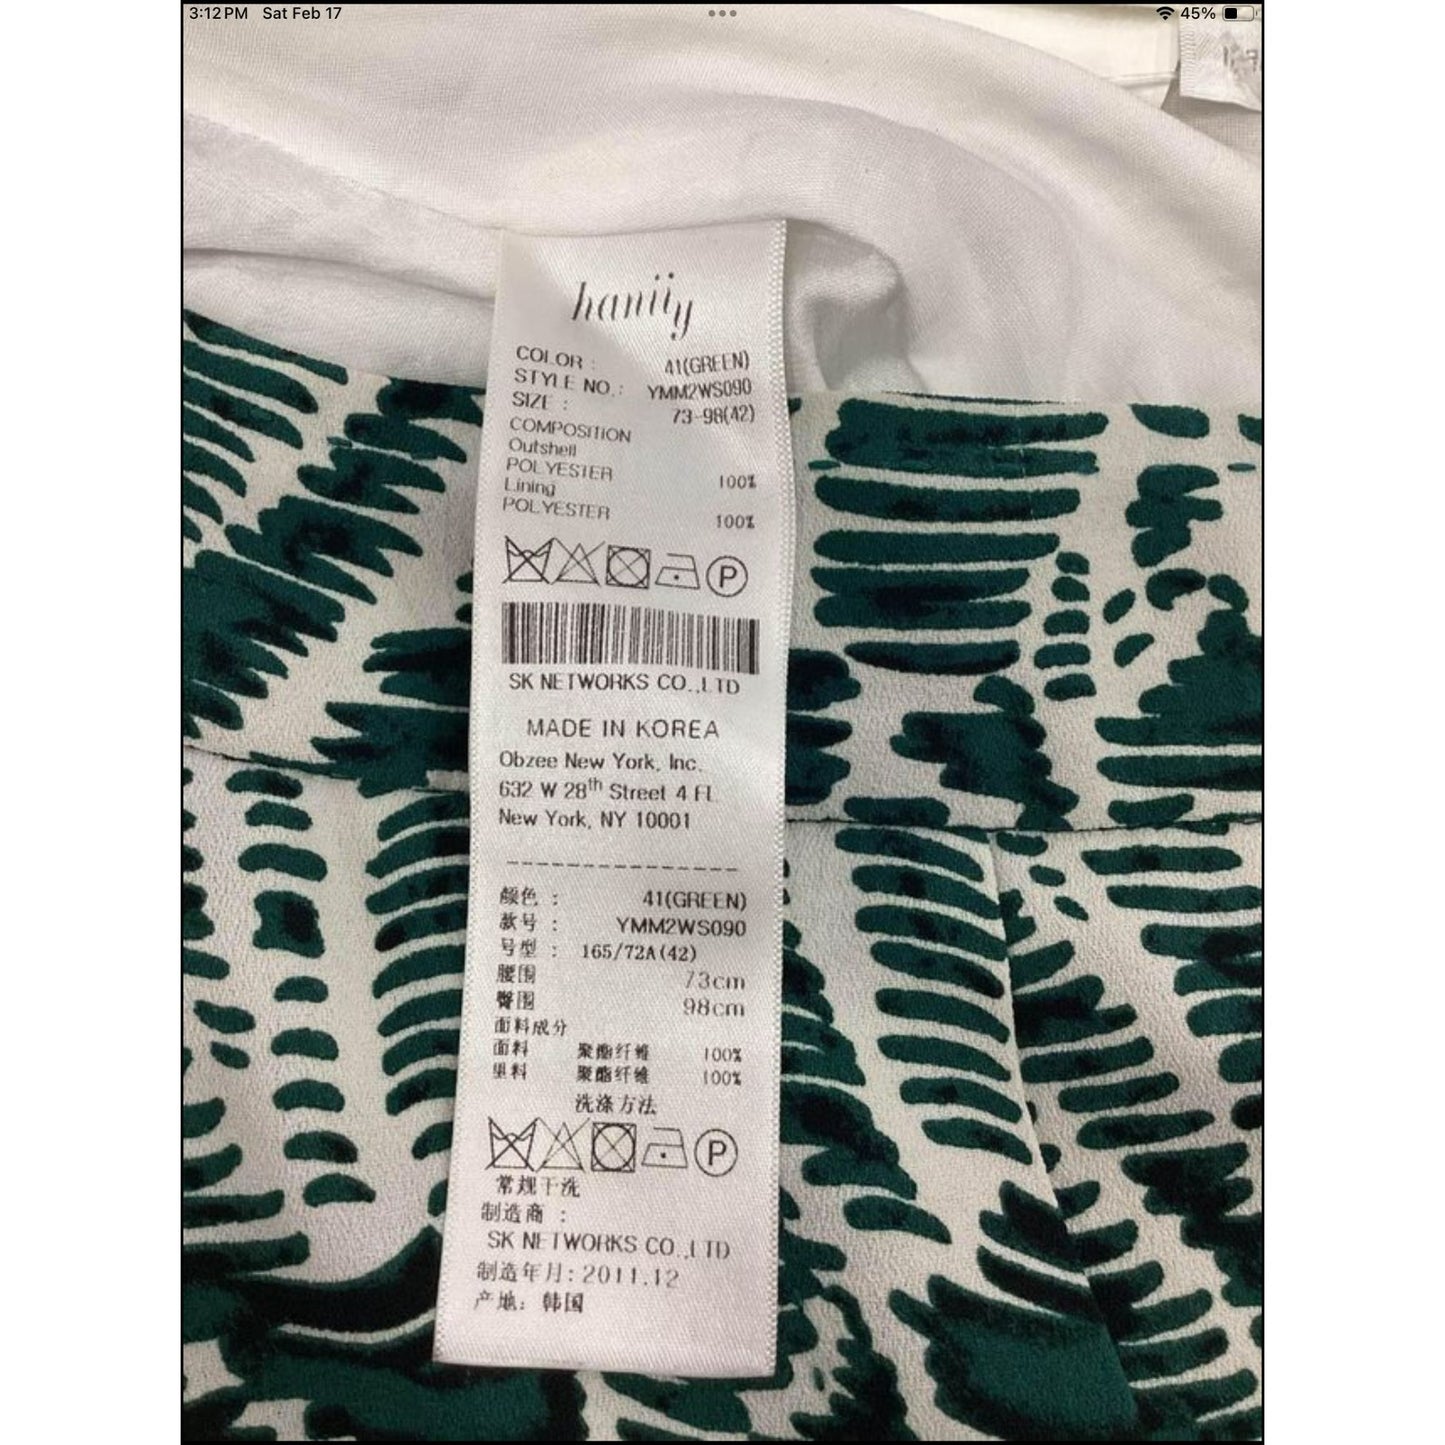 3:12 PM Sat Feb 17
45%
haniiy
COLOR : 41(GREEN)
STYLE NO.: YMM2WS090
SIZE : 73-98(42)
COMPOSITION
Outshell
POLYESTER 100%
Lining
POLYESTER 100%
P
SK NETWORKS CO.,LTD
MADE IN KOREA
Obzee New York, Inc.
632 W 28th Street 4 FL
New York, NY 10001
颜色 : 41(GREEN)
款号 : YMM2WS090
号型 : 165/72A(42)
腰围 73cm
臀围 98cm
面料成分
面料 聚酯纤维 100%
里料 聚酯纤维 100%
洗涤方法
P
常规干洗
制造商 :
SK NETWORKS CO.,LTD
制造年月: 2011.12
产地: 韩国